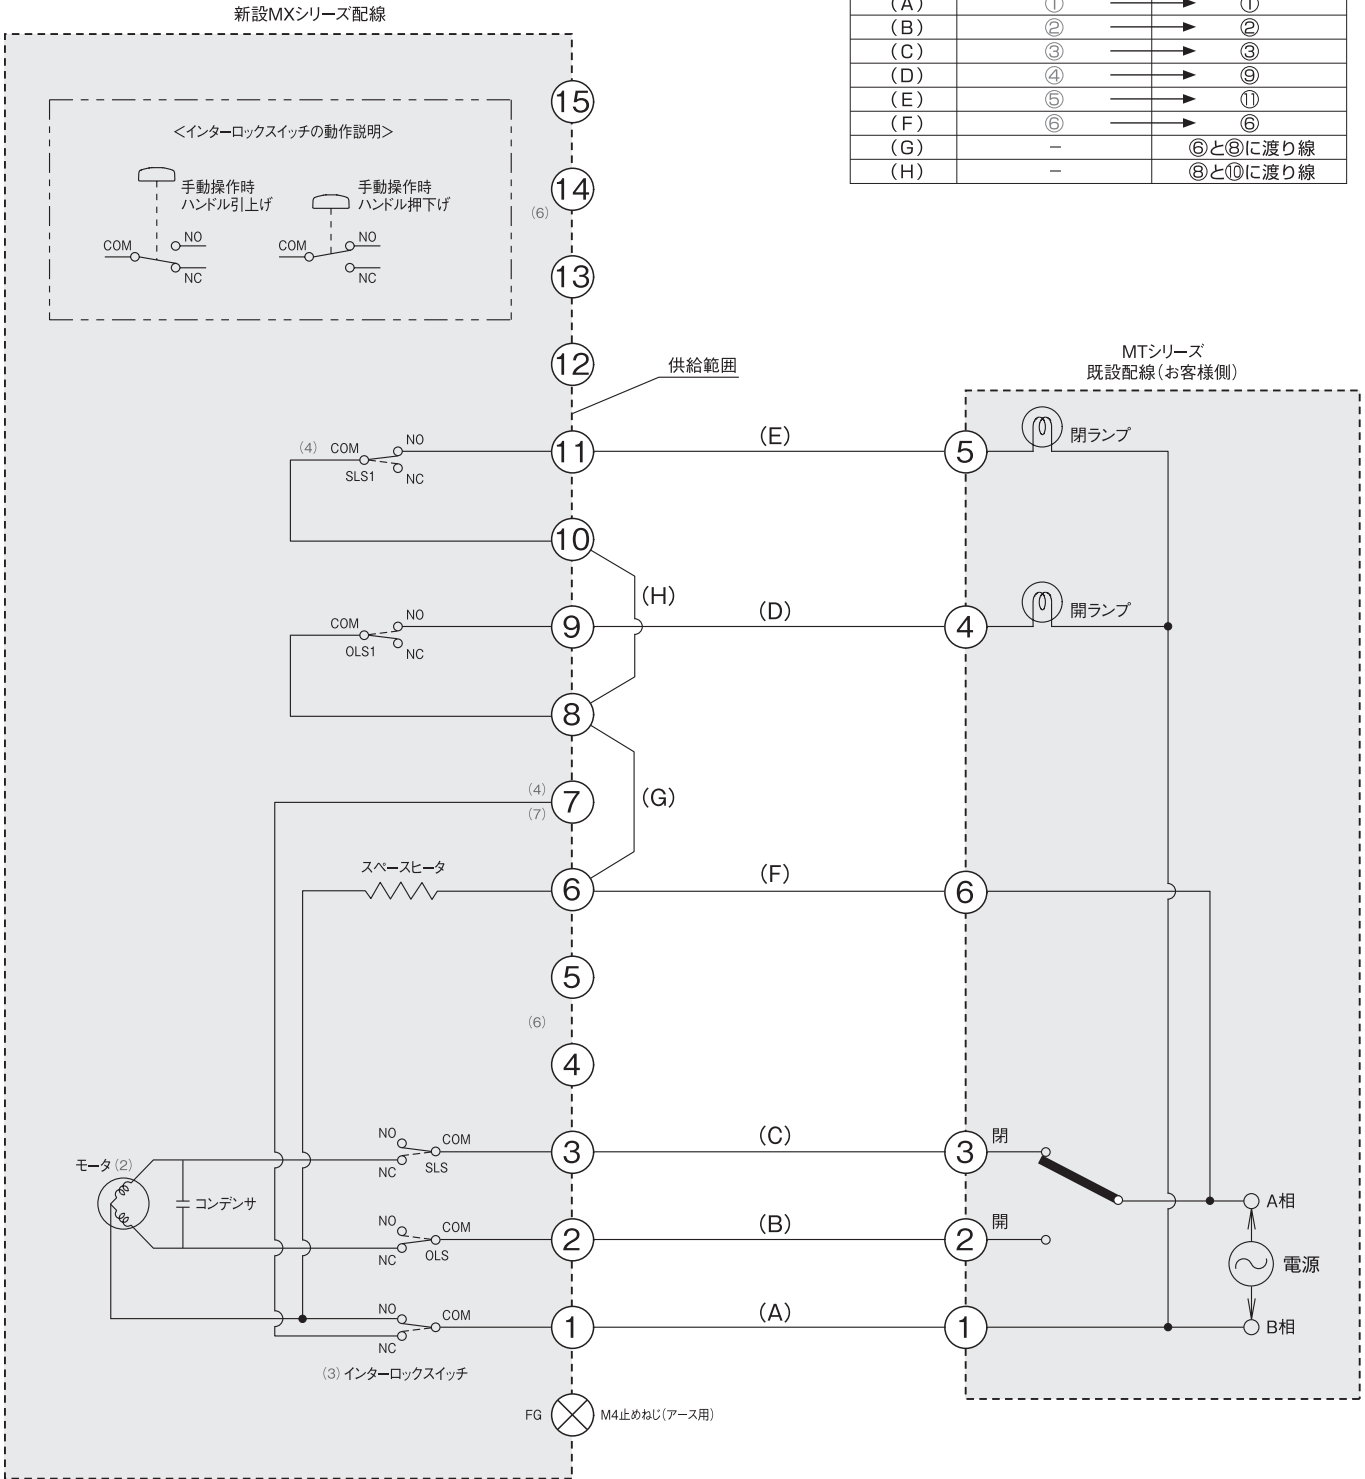 新設MXシリーズ配線
(A) ① ①
(B) ② ②
(C) ③ ③
(D) ④ ⑨
(E) ⑤ ⑪
(F) ⑥ ⑥
(G) − ⑥と⑧に渡り線
(H) − ⑧と⑩に渡り線
<インターロックスイッチの動作説明>
手動操作時
ハンドル引上げ
COM
NO
NC
手動操作時
ハンドル押下げ
COM
NO
NC
15
14
(6)
13
12
供給範囲
MTシリーズ
既設配線(お客様側)
(4) COM
NO
SLS1
NC
11
(E)
5
閉ランプ
10
(H)
COM
NO
OLS1
NC
9
(D)
4
開ランプ
8
(G)
(4)
(7)
7
スペースヒータ
6
(F)
6
5
(6)
4
モータ(2)
コンデンサ
NO
COM
NC
SLS
3
(C)
3
閉
A相
NO
COM
NC
OLS
2
(B)
2
開
電源
NO
COM
NC
1
(A)
1
B相
(3)インターロックスイッチ
FG
M4止めねじ(アース用)